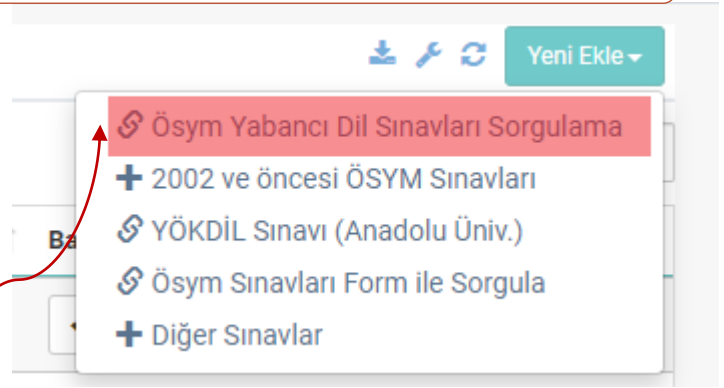 Yeni Ekle
Ösym Yabancı Dil Sınavları Sorgulama
2002 ve öncesi ÖSYM Sınavları
YÖKDİL Sınavı (Anadolu Üniv.)
Ösym Sınavları Form ile Sorgula
Diğer Sınavlar